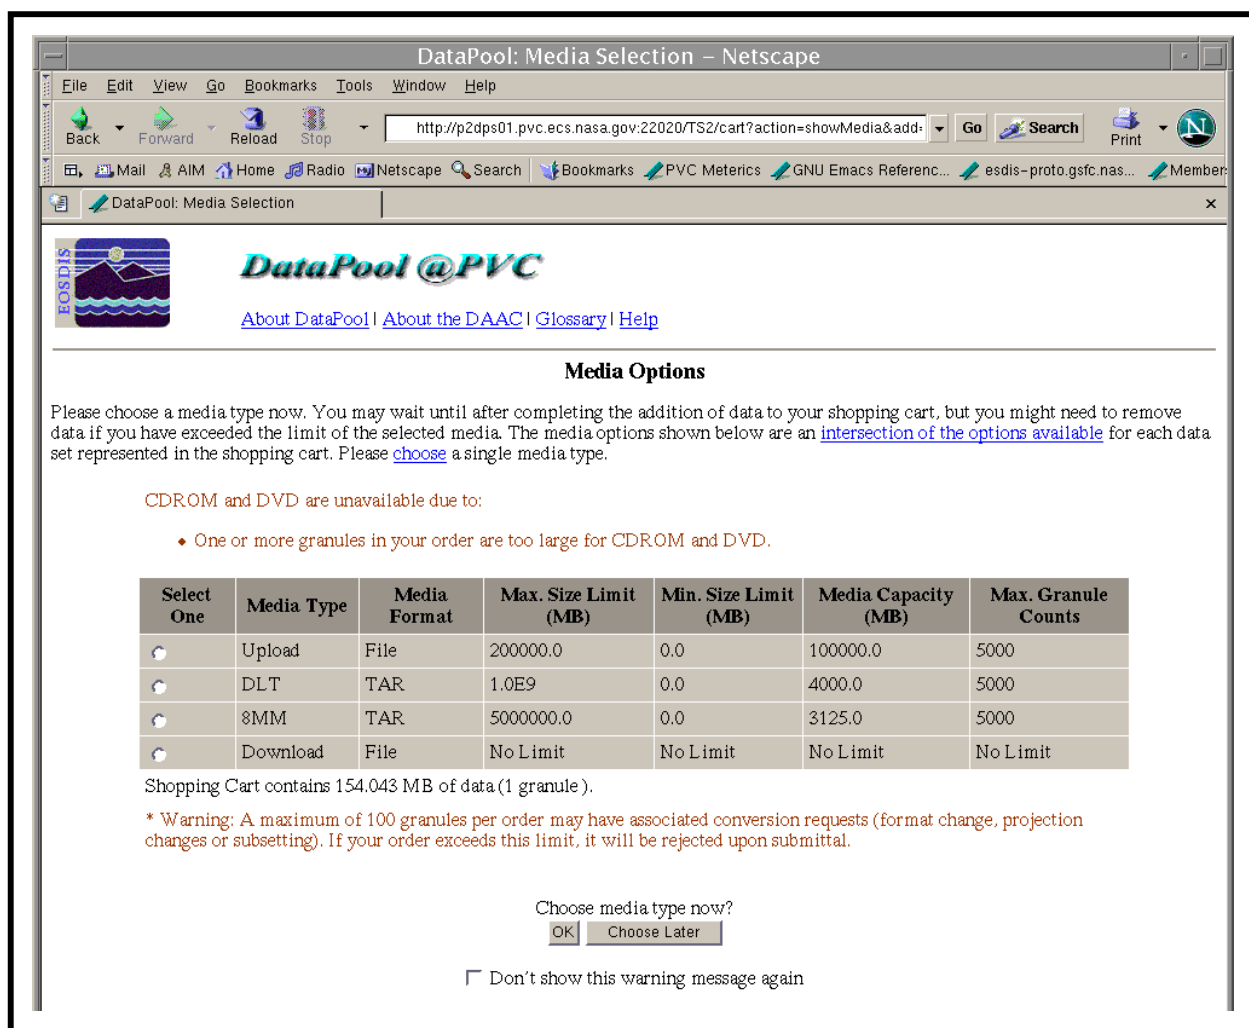 DataPool: Media Selection – Netscape
File Edit View Go Bookmarks Tools Window Help
Back Forward Reload Stop http://p2dps01.pvc.ecs.nasa.gov:22020/TS2/cart?action=showMedia&add= Go Search Print N
Mail AIM Home Radio Netscape Search Bookmarks PVC Meterics GNU Emacs Referenc... esdis-proto.gsfc.nas... Member
DataPool: Media Selection
EOSDIS
DataPool @PVC
About DataPool | About the DAAC | Glossary | Help
Media Options
Please choose a media type now. You may wait until after completing the addition of data to your shopping cart, but you might need to remove
data if you have exceeded the limit of the selected media. The media options shown below are an intersection of the options available for each data
set represented in the shopping cart. Please choose a single media type.
CDROM and DVD are unavailable due to:
• One or more granules in your order are too large for CDROM and DVD.
Select One Media Type Media Format Max. Size Limit (MB) Min. Size Limit (MB) Media Capacity (MB) Max. Granule Counts
Upload File 200000.0 0.0 100000.0 5000
DLT TAR 1.0E9 0.0 4000.0 5000
8MM TAR 5000000.0 0.0 3125.0 5000
Download File No Limit No Limit No Limit No Limit
Shopping Cart contains 154.043 MB of data (1 granule ).
* Warning: A maximum of 100 granules per order may have associated conversion requests (format change, projection
changes or subsetting). If your order exceeds this limit, it will be rejected upon submittal.
Choose media type now?
OK Choose Later
Don't show this warning message again